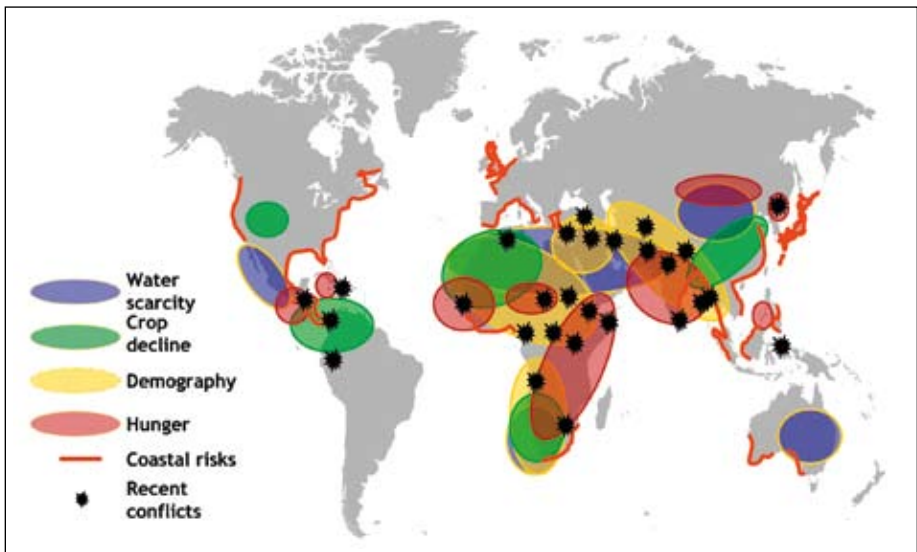 Water
scarcity
Crop
decline
Demography
Hunger
Coastal risks
Recent
conflicts